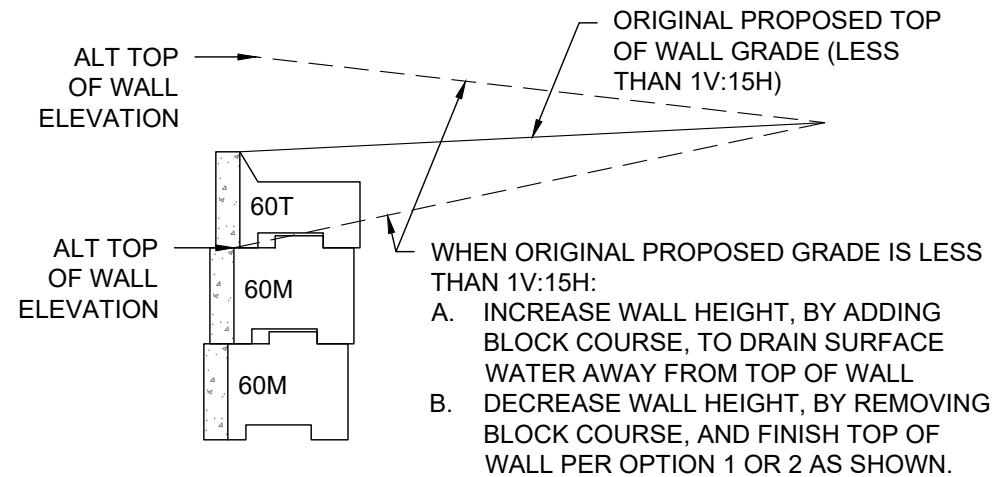 ORIGINAL PROPOSED TOP
OF WALL GRADE (LESS
THAN 1V:15H)
ALT TOP
OF WALL
ELEVATION
60T
ALT TOP
OF WALL
ELEVATION
60M
60M
WHEN ORIGINAL PROPOSED GRADE IS LESS
THAN 1V:15H:
A. INCREASE WALL HEIGHT, BY ADDING
BLOCK COURSE, TO DRAIN SURFACE
WATER AWAY FROM TOP OF WALL
B. DECREASE WALL HEIGHT, BY REMOVING
BLOCK COURSE, AND FINISH TOP OF
WALL PER OPTION 1 OR 2 AS SHOWN.